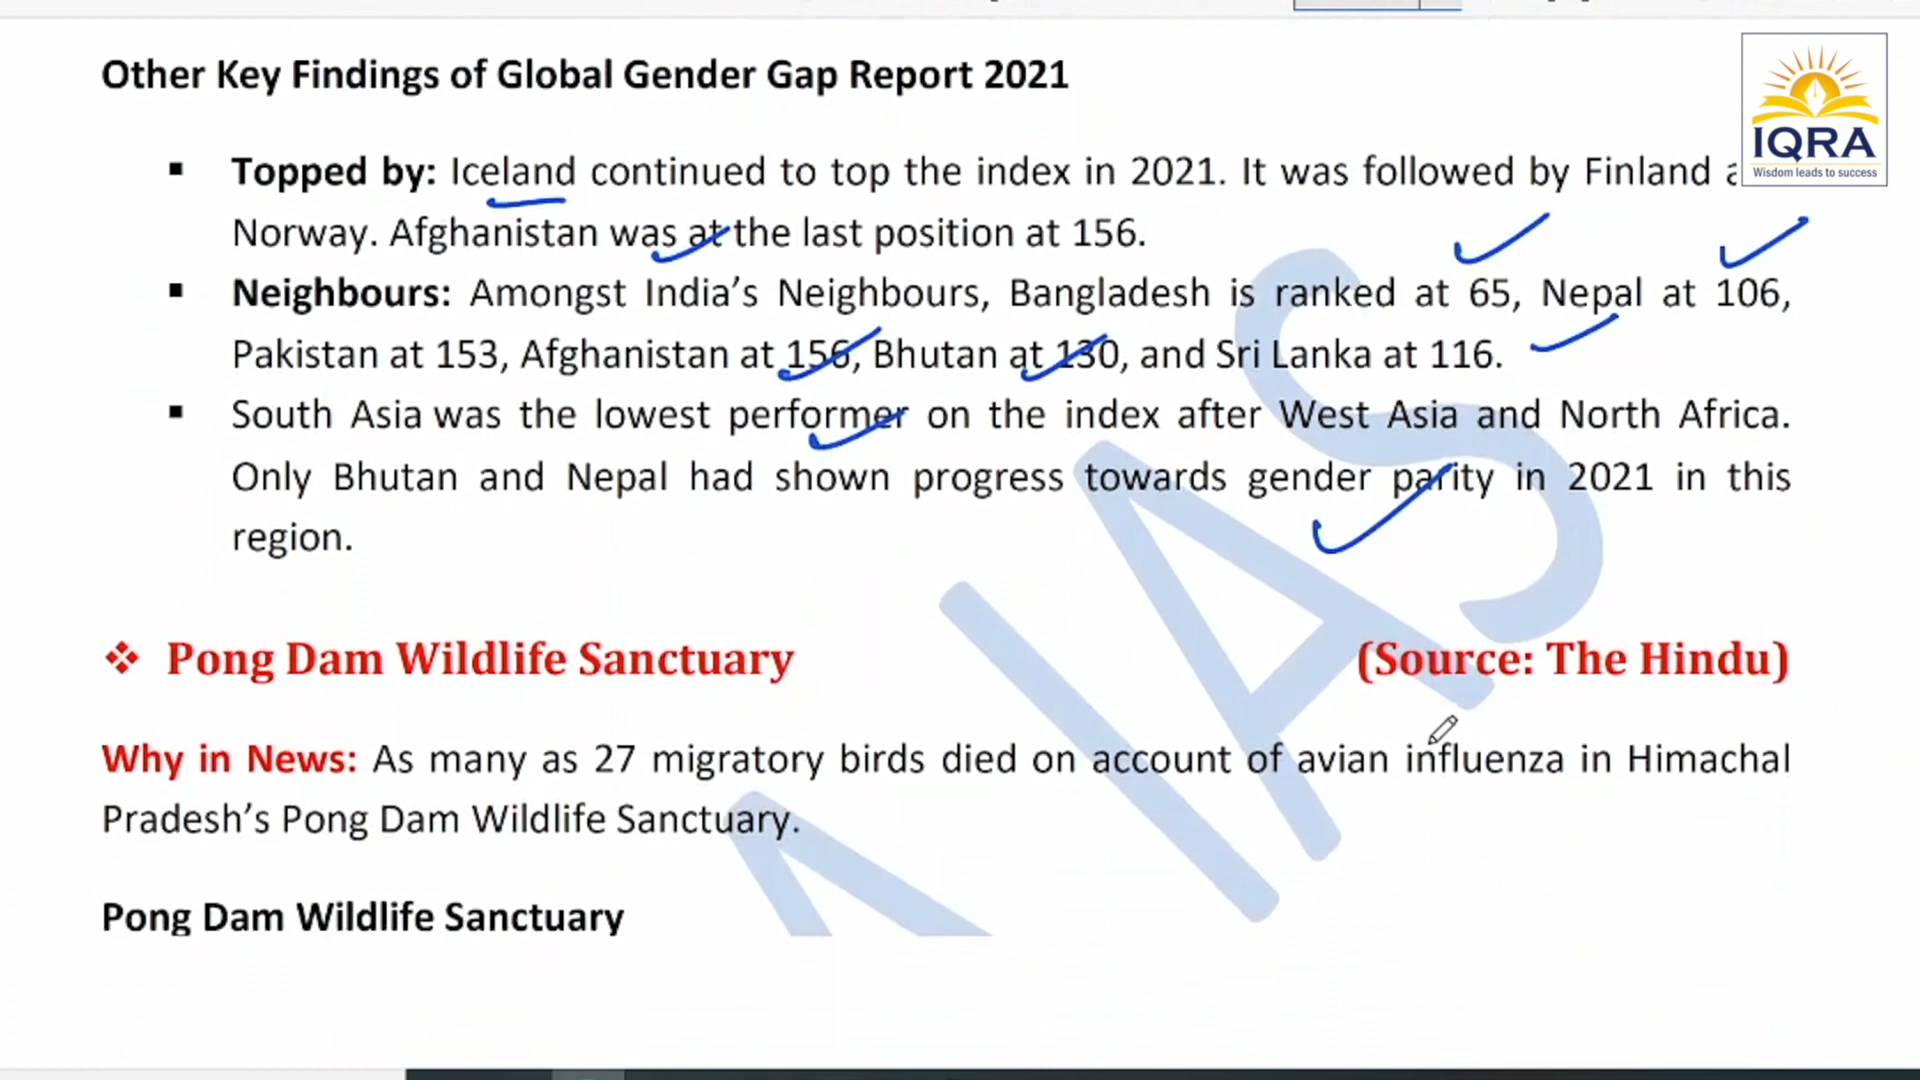 Other Key Findings of Global Gender Gap Report 2021
IQRA
Wisdom leads to success
▪ Topped by: Iceland continued to top the index in 2021. It was followed by Finland
Norway. Afghanistan was at the last position at 156.
▪ Neighbours: Amongst India’s Neighbours, Bangladesh is ranked at 65, Nepal at 106,
Pakistan at 153, Afghanistan at 156, Bhutan at 130, and Sri Lanka at 116.
▪ South Asia was the lowest performer on the index after West Asia and North Africa.
Only Bhutan and Nepal had shown progress towards gender parity in 2021 in this
region.
❖ Pong Dam Wildlife Sanctuary (Source: The Hindu)
Why in News: As many as 27 migratory birds died on account of avian influenza in Himachal
Pradesh’s Pong Dam Wildlife Sanctuary.
Pong Dam Wildlife Sanctuary
IAS